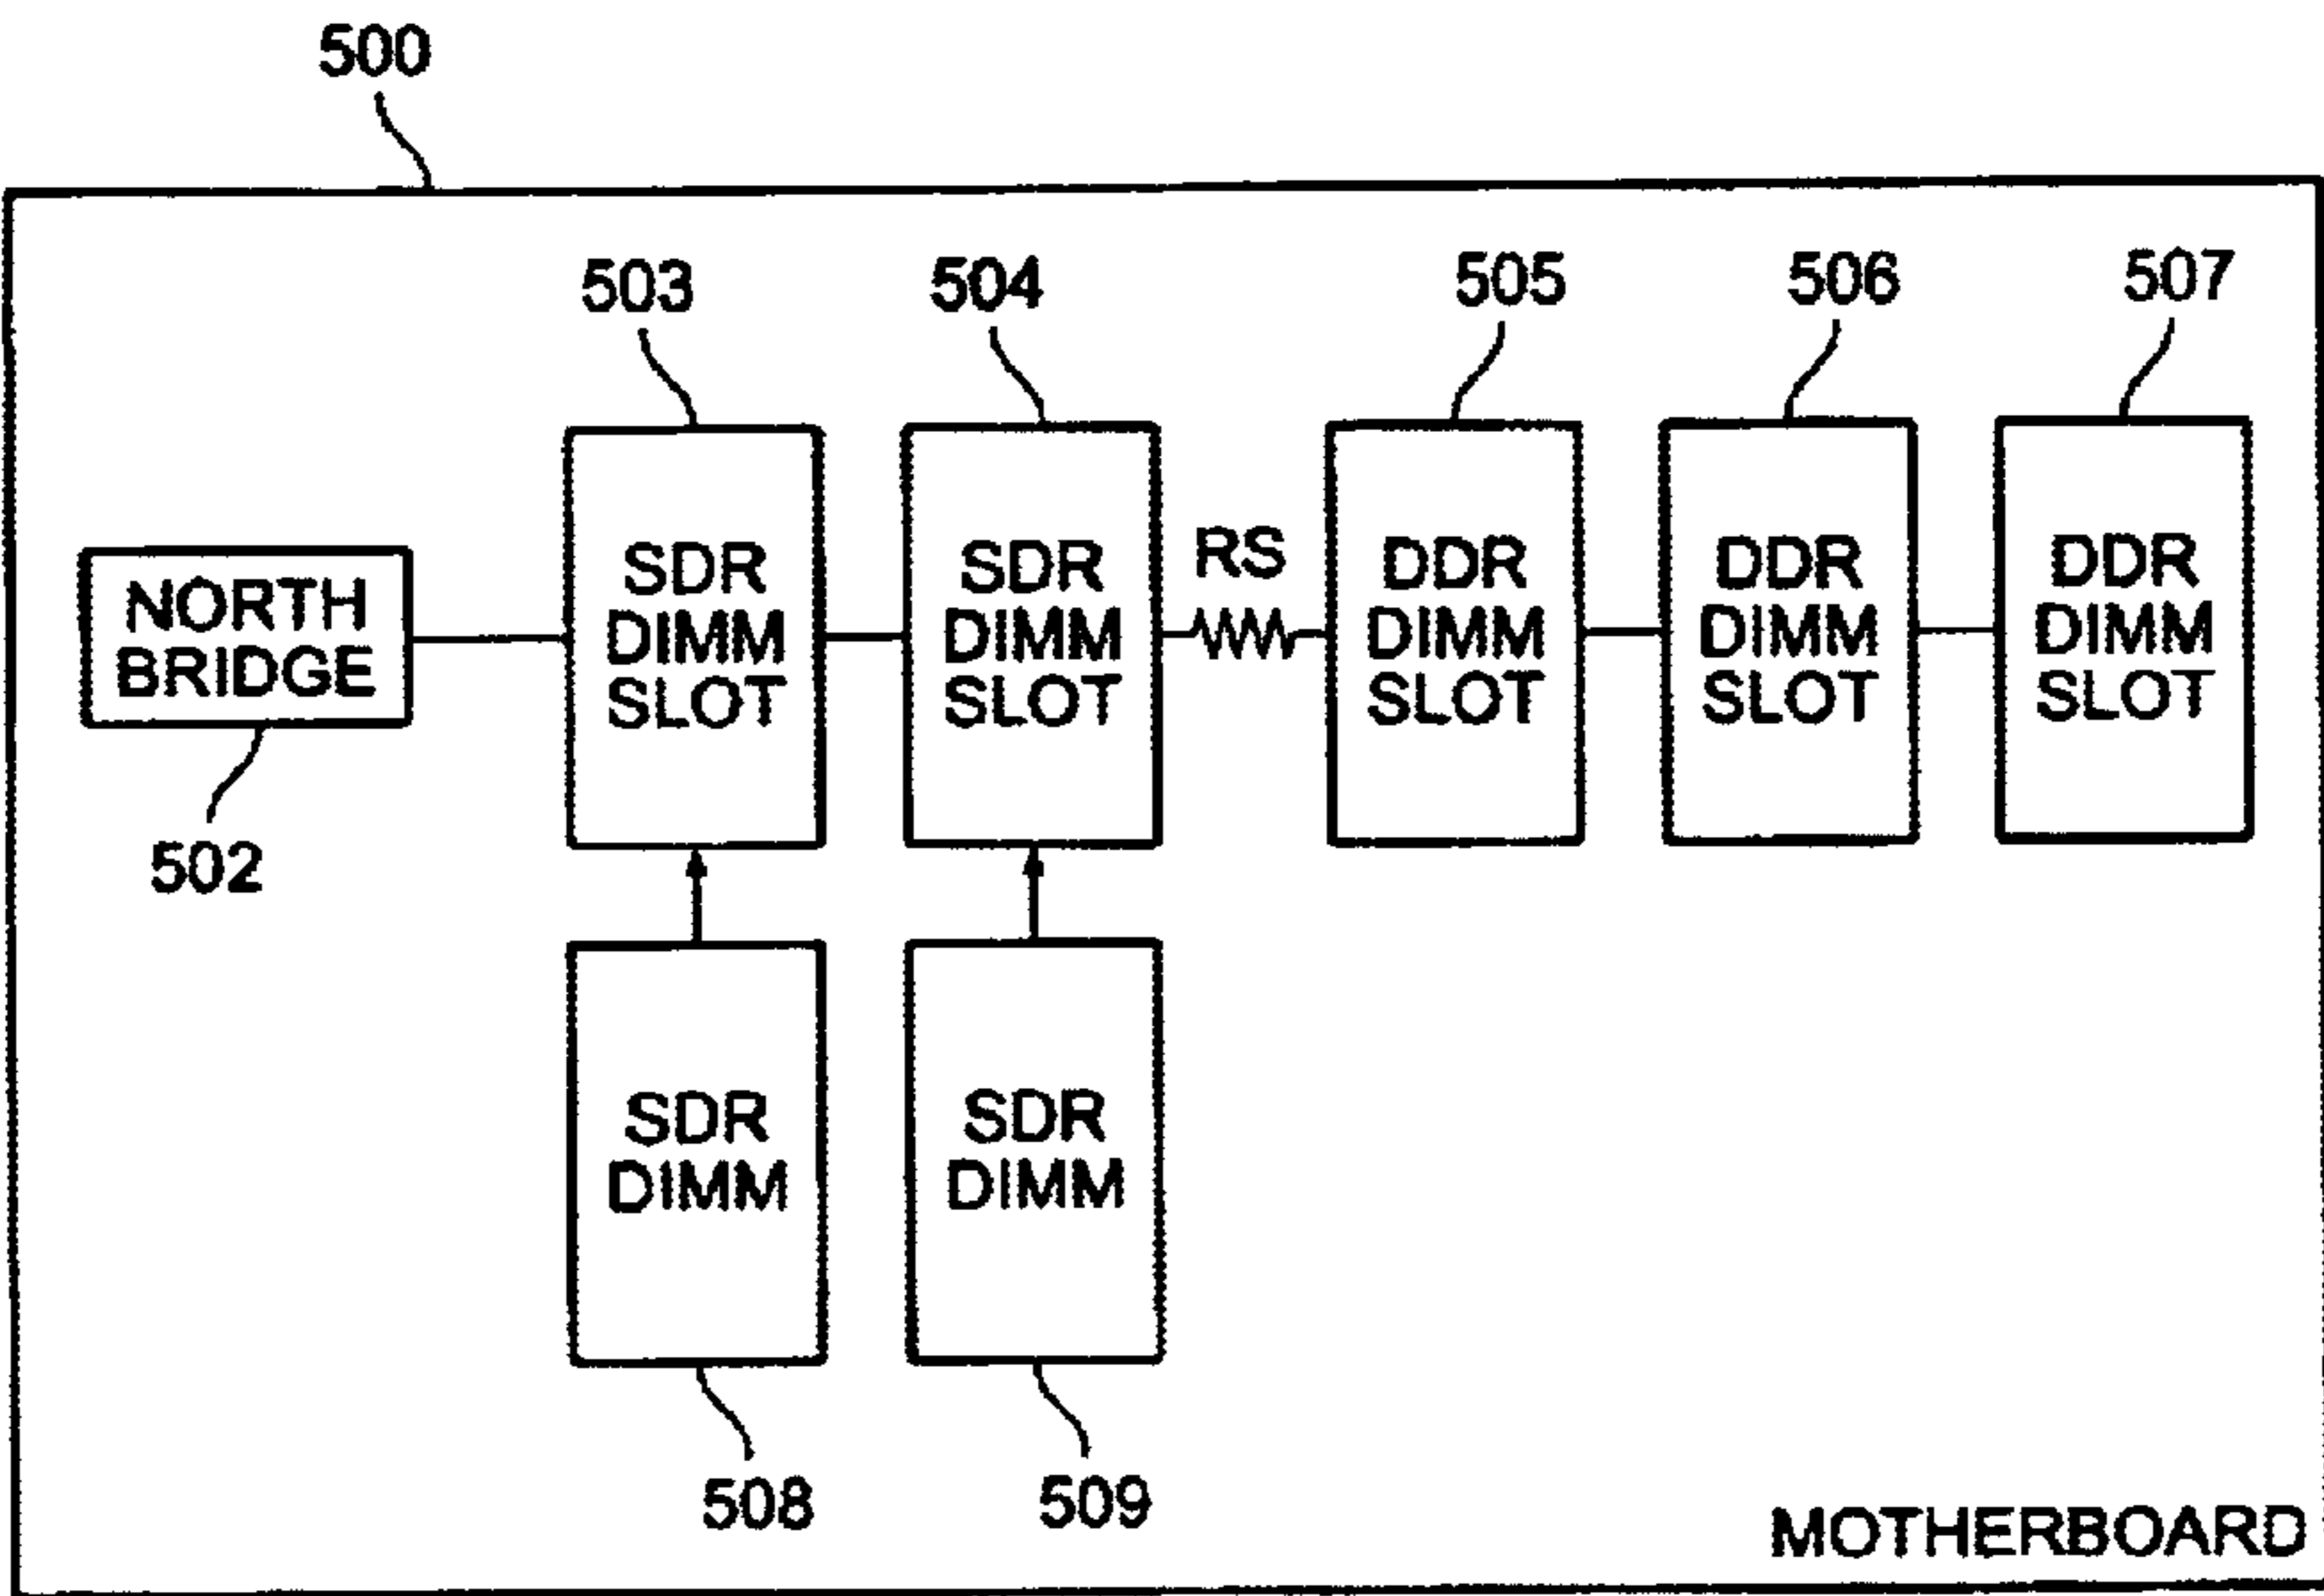 500
503
504
505
506
507
NORTH
BRIDGE
502
SDR
DIMM
SLOT
SDR
DIMM
SLOT
RS
DDR
DIMM
SLOT
DDR
DIMM
SLOT
DDR
DIMM
SLOT
SDR
DIMM
SDR
DIMM
508
509
MOTHERBOARD